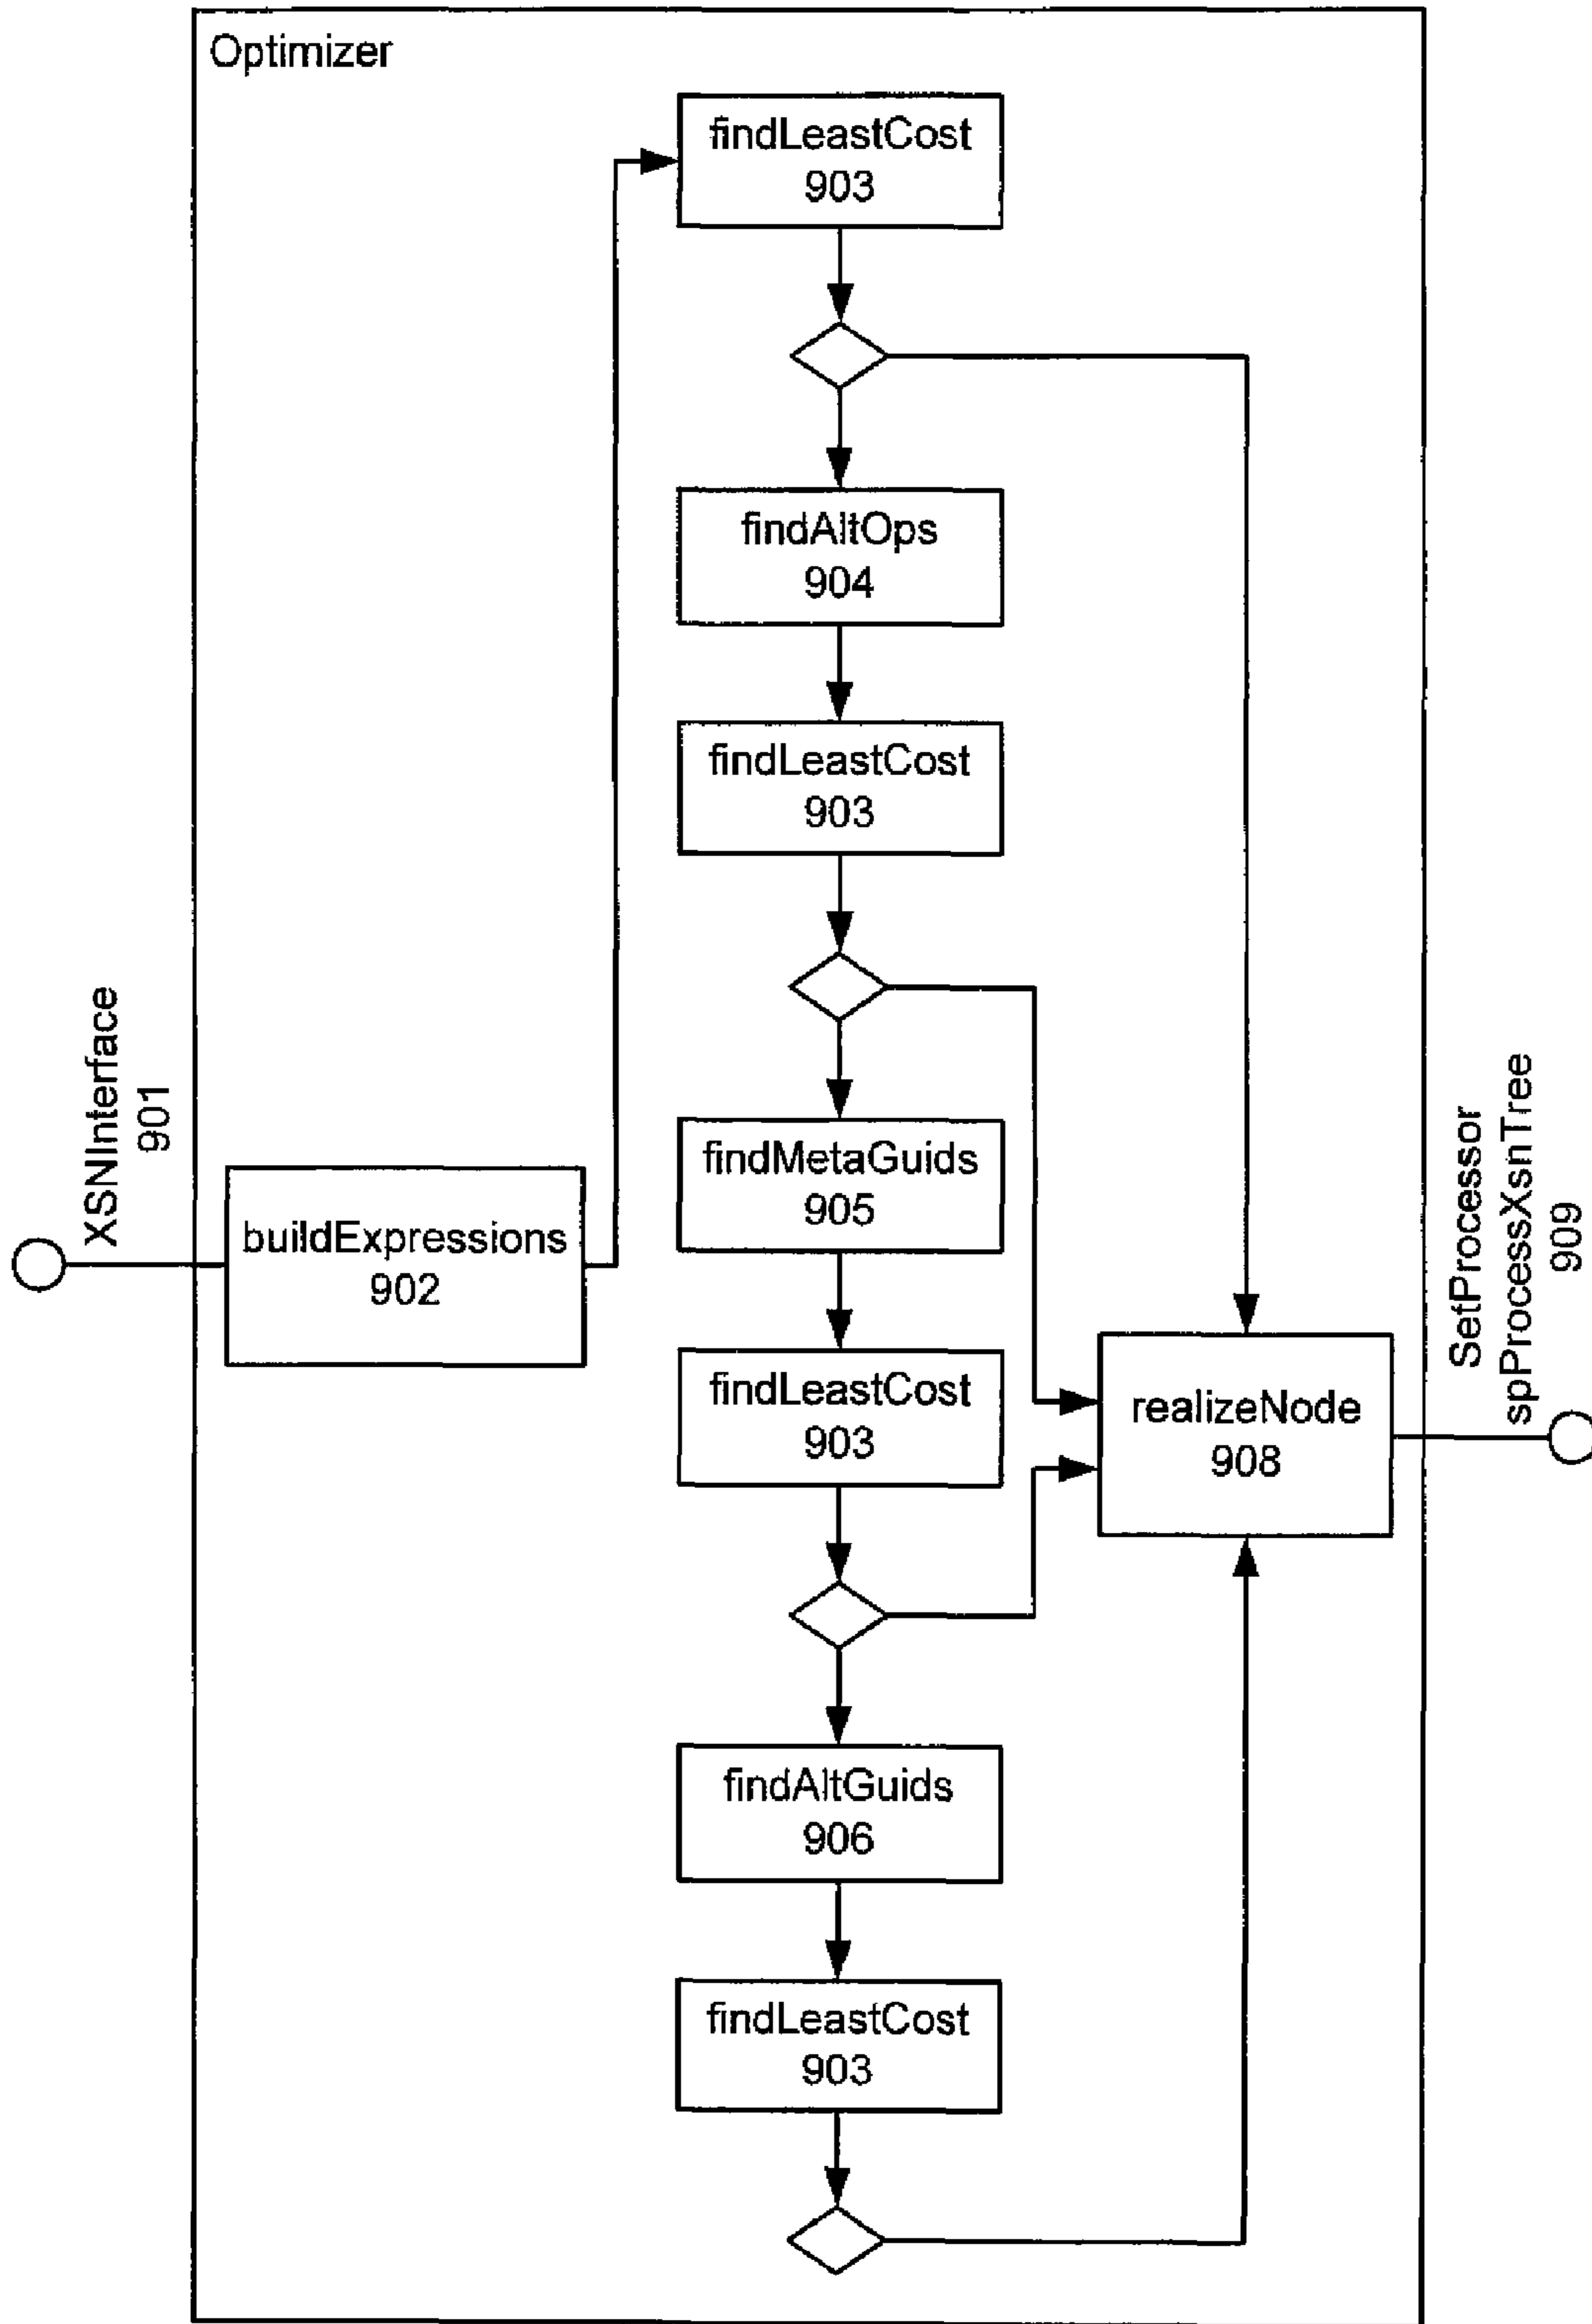 Optimizer
findLeastCost
903
findAltOps
904
findLeastCost
903
XSNInterface
901
buildExpressions
902
findMetaGuids
905
findLeastCost
903
realizeNode
908
SetProcessor
spProcessXsnTree
909
findAltGuids
906
findLeastCost
903